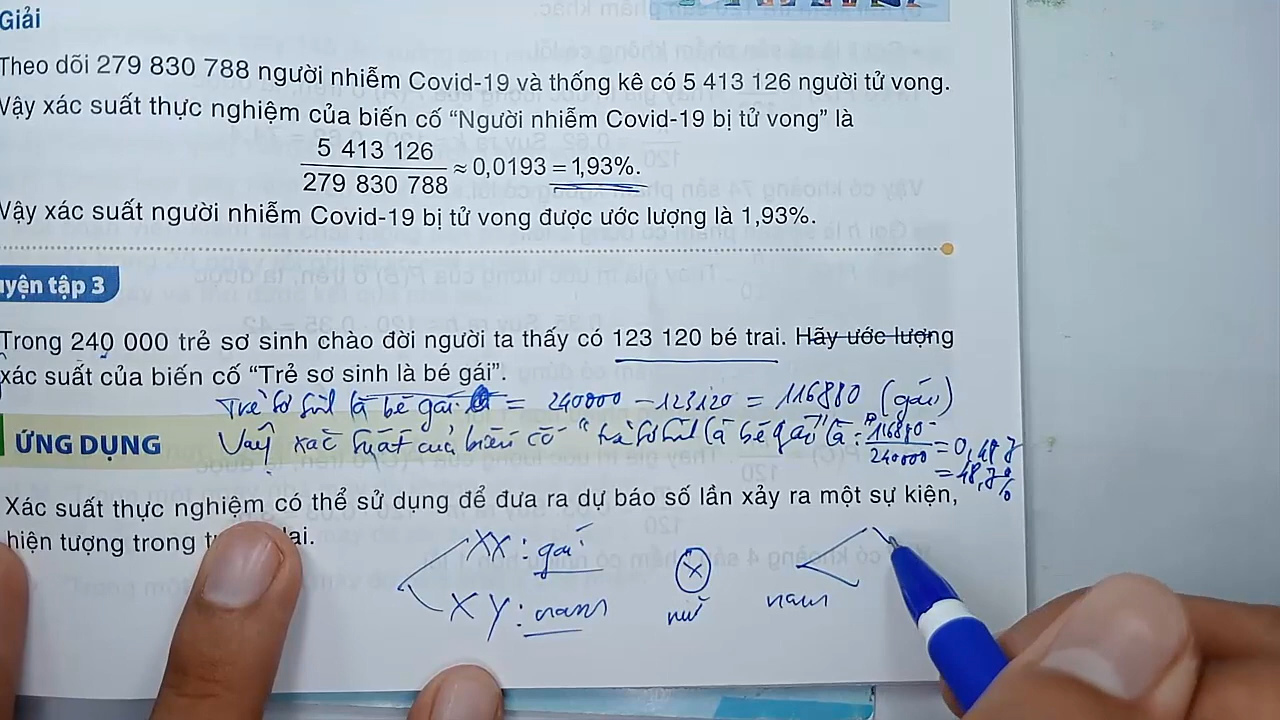 Giải
Theo dõi 279 830 788 người nhiễm Covid-19 và thống kê có 5 413 126 người tử vong.
Vậy xác suất thực nghiệm của biến cố “Người nhiễm Covid-19 bị tử vong” là
5 413 126
279 830 788
≈ 0,0193 = 1,93%.
Vậy xác suất người nhiễm Covid-19 bị tử vong được ước lượng là 1,93%.
yện tập 3
Trong 240 000 trẻ sơ sinh chào đời người ta thấy có 123 120 bé trai. Hãy ước lượng
xác suất của biến cố “Trẻ sơ sinh là bé gái”.
Trẻ sơ sinh là bé gái = 240000 - 123120 = 116880 (gái)
ỨNG DỤNG
Vậy xác suất của biến cố "trẻ sơ sinh là bé gái" là: 116880
240000
= 0,487
= 48,7%
Xác suất thực nghiệm có thể sử dụng để đưa ra dự báo số lần xảy ra một sự kiện,
hiện tượng trong lai.
XX: gái
XY: nam
X
nữ
nam